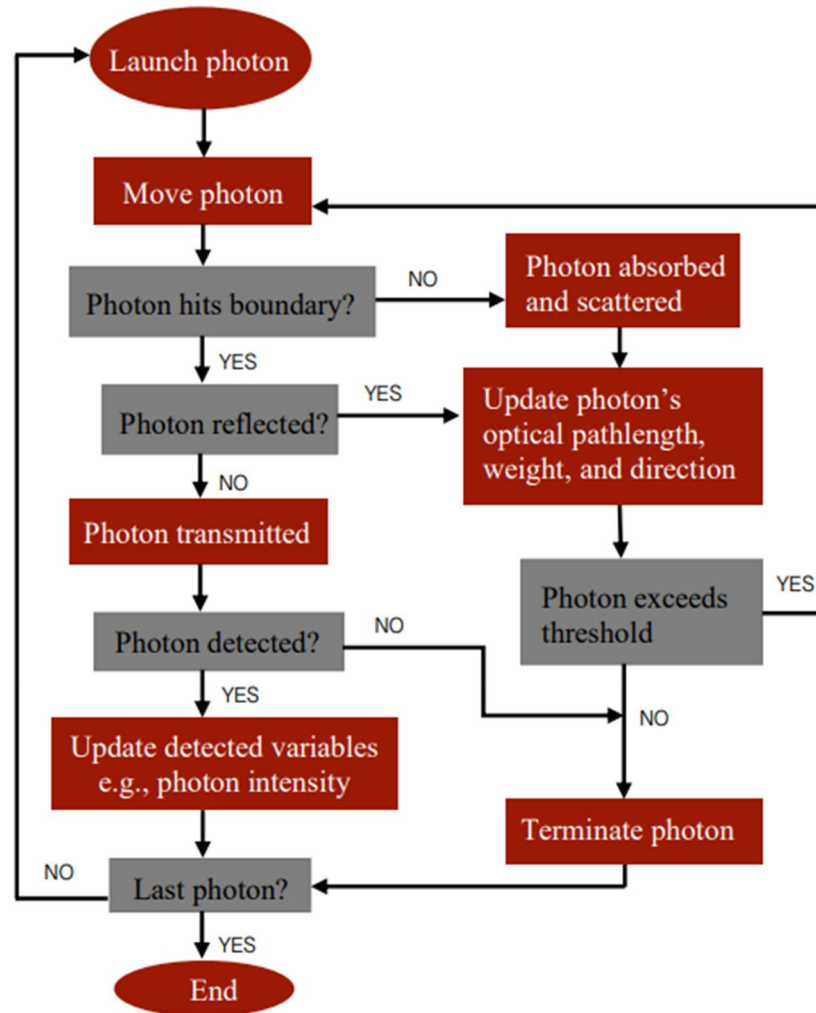 Launch photon
Move photon
Photon hits boundary?
NO
Photon absorbed
and scattered
YES
Photon reflected?
YES
Update photon’s
optical pathlength,
weight, and direction
NO
Photon transmitted
Photon exceeds
threshold
YES
Photon detected?
NO
YES
NO
Update detected variables
e.g., photon intensity
Terminate photon
NO
Last photon?
YES
End